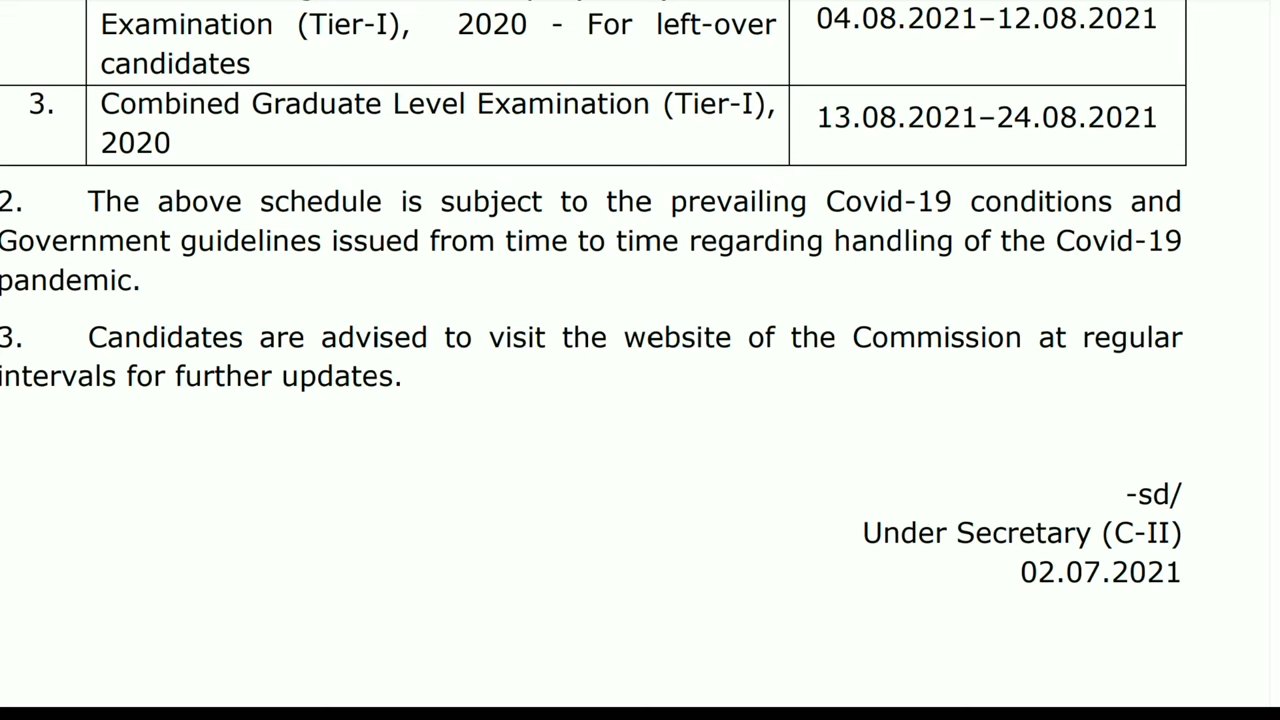 Examination (Tier-I), 2020 - For left-over
candidates
04.08.2021–12.08.2021
3.
Combined Graduate Level Examination (Tier-I),
2020
13.08.2021–24.08.2021
2. The above schedule is subject to the prevailing Covid-19 conditions and
Government guidelines issued from time to time regarding handling of the Covid-19
pandemic.
3. Candidates are advised to visit the website of the Commission at regular
intervals for further updates.
-sd/
Under Secretary (C-II)
02.07.2021